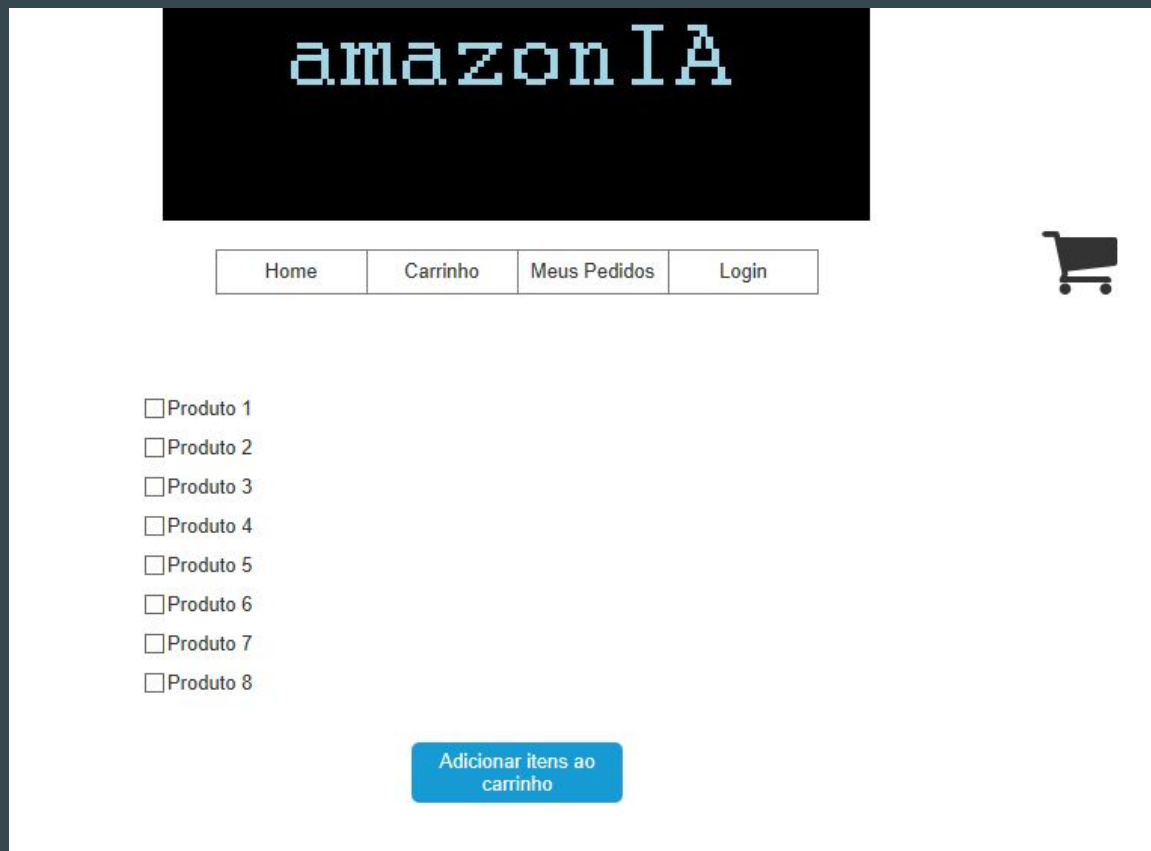 amazonIA
Home Carrinho Meus Pedidos Login
Produto 1
Produto 2
Produto 3
Produto 4
Produto 5
Produto 6
Produto 7
Produto 8
Adicionar itens ao
carrinho